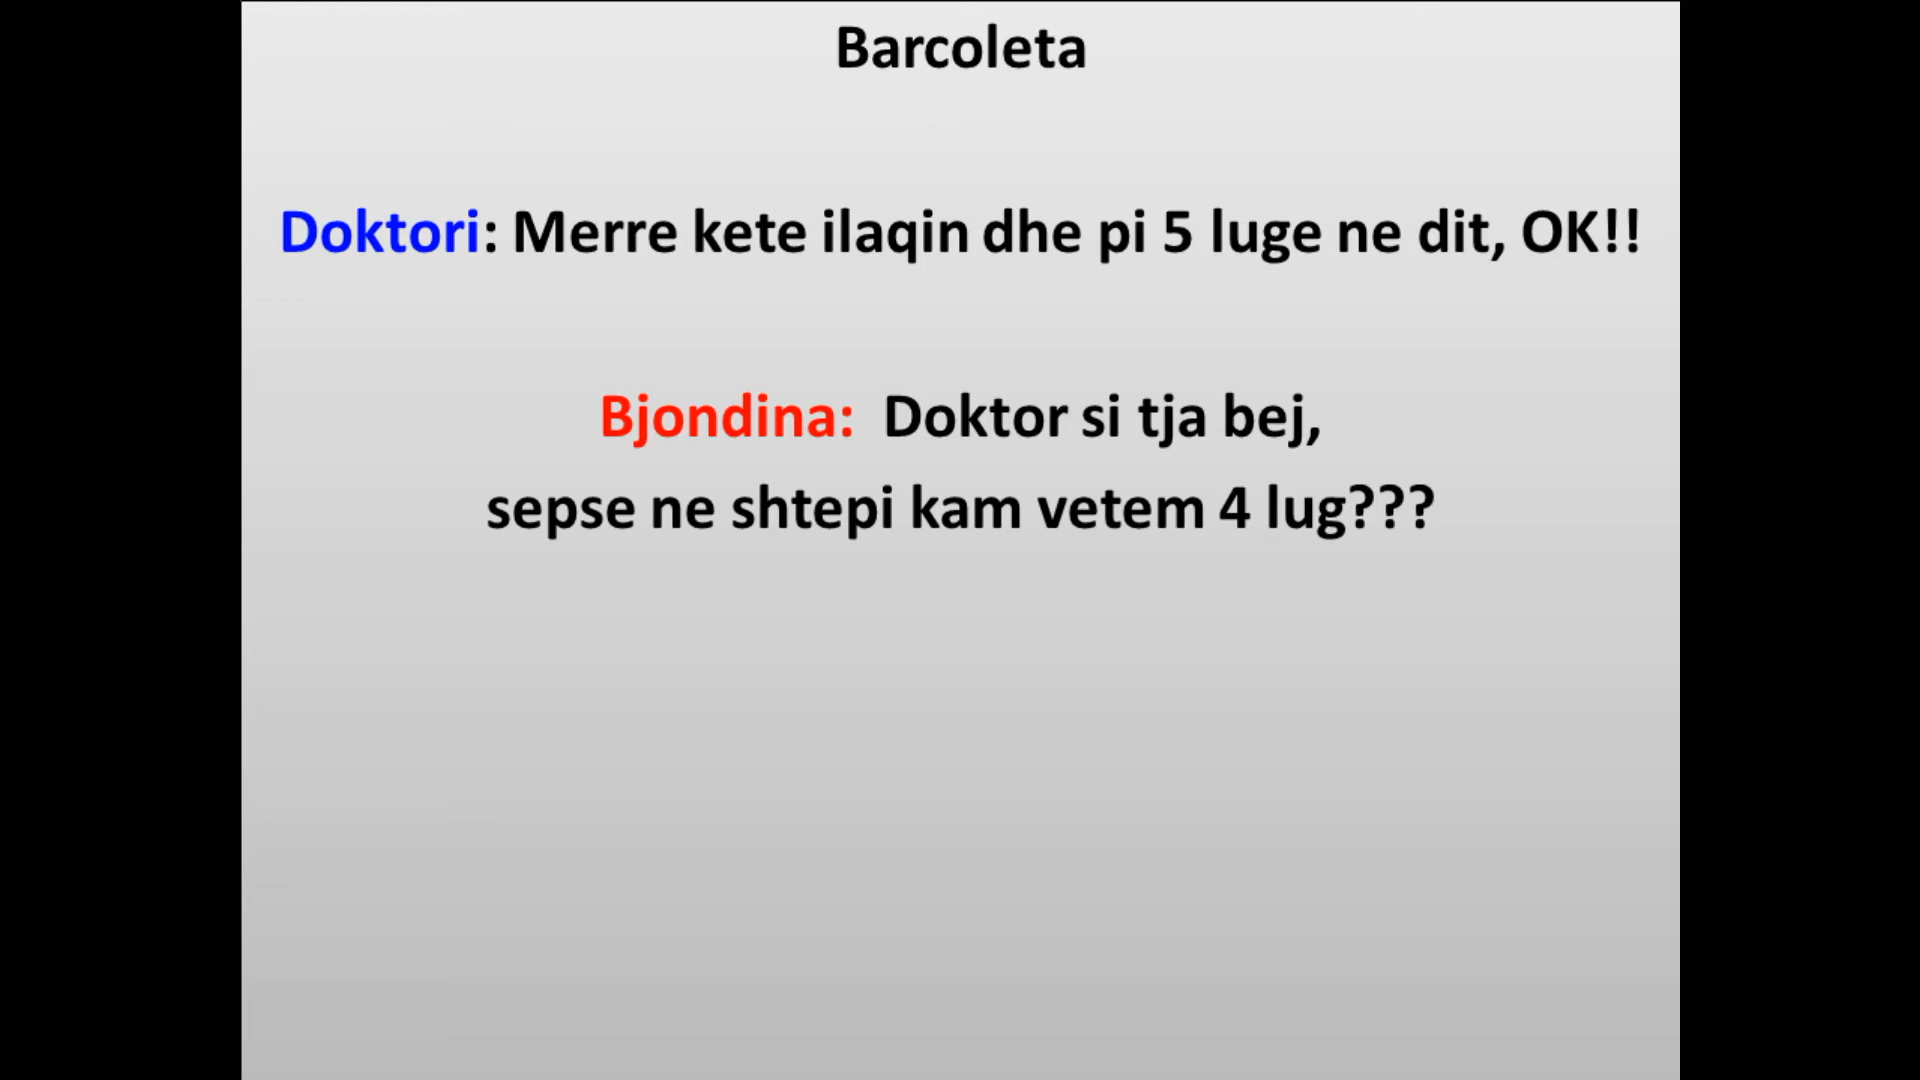 Barcoleta
Doktori: Merre kete ilaqin dhe pi 5 luge ne dit, OK!!
Bjondina: Doktor si tja bej,
sepse ne shtepi kam vetem 4 lug???